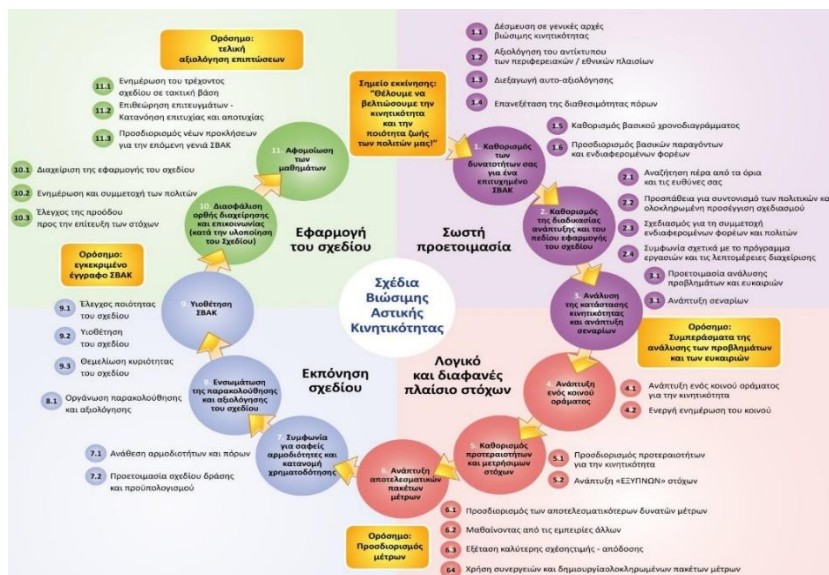 Ορόσημο:
τελική
αξιολόγηση επιπτώσεων
11.1 Ενημέρωση του τρέχοντος
σχεδίου σε τακτική βάση
11.2 Επιθεώρηση επιτευγμάτων -
Κατανόηση επιτυχίας και αποτυχίας
11.3 Προσδιορισμός νέων προκλήσεων
για την επόμενη γενιά ΣΒΑΚ
10.1 Διαχείριση της εφαρμογής του σχεδίου
10.2 Ενημέρωση και συμμετοχή των πολιτών
10.3 Έλεγχος της προόδου
προς την επίτευξη των στόχων
11. Αφομοίωση
των
μαθημάτων
10. Διασφάλιση
ορθής διαχείρισης
και επικοινωνίας
(κατά την υλοποίηση
του Σχεδίου)
Εφαρμογή
του σχεδίου
Σημείο εκκίνησης:
"Θέλουμε να
βελτιώσουμε την
κινητικότητα
και την
ποιότητα ζωής
των πολιτών μας!"
1.1 Δέσμευση σε γενικές αρχές
βιώσιμης κινητικότητας
1.2 Αξιολόγηση του αντίκτυπου
των περιφερειακών / εθνικών πλαισίων
1.3 Διεξαγωγή αυτο-αξιολόγησης
1.4 Επανεξέταση της διαθεσιμότητας πόρων
1.5 Καθορισμός βασικού χρονοδιαγράμματος
1.6 Προσδιορισμός βασικών παραγόντων
και ενδιαφερομένων φορέων
1. Καθορισμός
των
δυνατοτήτων σας
για ένα
επιτυχημένο ΣΒΑΚ
2.1 Αναζήτηση πέρα από τα όρια
και τις ευθύνες σας
2.2 Προσπάθεια για συντονισμό των πολιτικών και
ολοκληρωμένη προσέγγιση σχεδιασμού
2.3 Σχεδιασμός για τη συμμετοχή
ενδιαφερομένων φορέων και πολιτών
2.4 Συμφωνία σχετικά με το πρόγραμμα
εργασιών και τις λεπτομέρειες διαχείρισης
2. Καθορισμός
της διαδικασίας
ανάπτυξης και του
πεδίου εφαρμογής
του σχεδίου
Σωστή
προετοιμασία
3.1 Προετοιμασία ανάλυσης
προβλημάτων και ευκαιριών
3.1 Ανάπτυξη σεναρίων
3. Ανάλυση
της κατάστασης
κινητικότητας
και ανάπτυξη
σεναρίων
Σχέδια
Βιώσιμης
Αστικής
Κινητικότητας
Ορόσημο:
εγκεκριμένο
έγγραφο ΣΒΑΚ
9. Υιοθέτηση
ΣΒΑΚ
9.1 Έλεγχος ποιότητας
του σχεδίου
9.2 Υιοθέτηση
του σχεδίου
9.3 Θεμελίωση κυριότητας
του σχεδίου
8.1 Οργάνωση παρακολούθησης
και αξιολόγησης
8. Ενσωμάτωση
της παρακολούθησης
και αξιολόγησης
του σχεδίου
Εκπόνηση
σχεδίου
7.1 Ανάθεση αρμοδιοτήτων και πόρων
7.2 Προετοιμασία σχεδίου δράσης
και προϋπολογισμού
7. Συμφωνία
για σαφείς
αρμοδιότητες και
κατανομή
χρηματοδότησης
Λογικό
και διαφανές
πλαίσιο στόχων
Ορόσημο:
Συμπεράσματα της
ανάλυσης των προβλημάτων
και των ευκαιριών
4. Ανάπτυξη
ενός κοινού
οράματος
4.1 Ανάπτυξη ενός κοινού οράματος
για την κινητικότητα
4.2 Ενεργή ενημέρωση του κοινού
5. Καθορισμός
προτεραιοτήτων
και μετρήσιμων
στόχων
5.1 Προσδιορισμός προτεραιοτήτων
για την κινητικότητα
5.2 Ανάπτυξη «ΕΞΥΠΝΩΝ» στόχων
6. Ανάπτυξη
αποτελεσματικών
πακέτων
μέτρων
Ορόσημο:
Προσδιορισμός
μέτρων
6.1 Προσδιορισμός των αποτελεσματικότερων δυνατών μέτρων
6.2 Μαθαίνοντας από τις εμπειρίες άλλων
6.3 Εξέταση καλύτερης σχέσηςτιμής - απόδοσης
64 Χρήση συνεργειών και δημιουργίαολοκληρωμένων πακέτων μέτρων